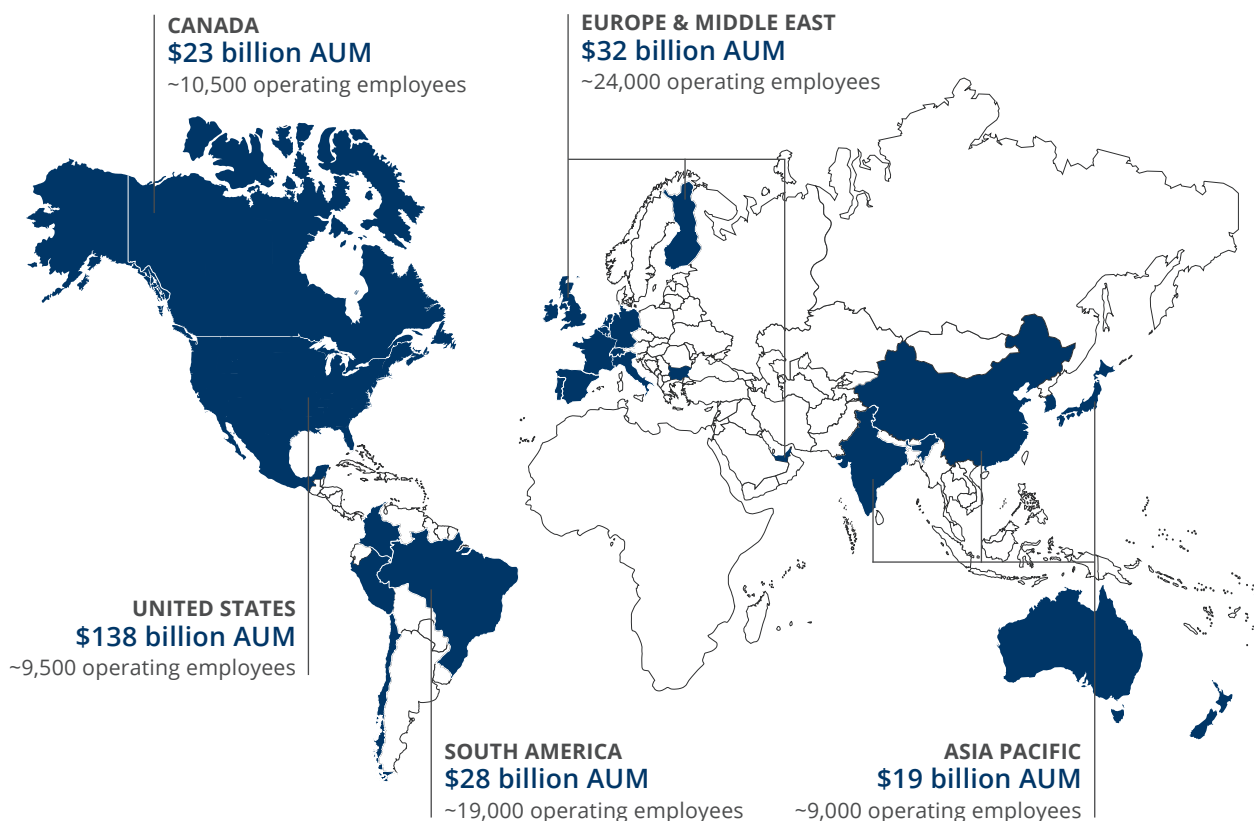 CANADA
$23 billion AUM
~10,500 operating employees
EUROPE & MIDDLE EAST
$32 billion AUM
~24,000 operating employees
UNITED STATES
$138 billion AUM
~9,500 operating employees
SOUTH AMERICA
$28 billion AUM
~19,000 operating employees
ASIA PACIFIC
$19 billion AUM
~9,000 operating employees